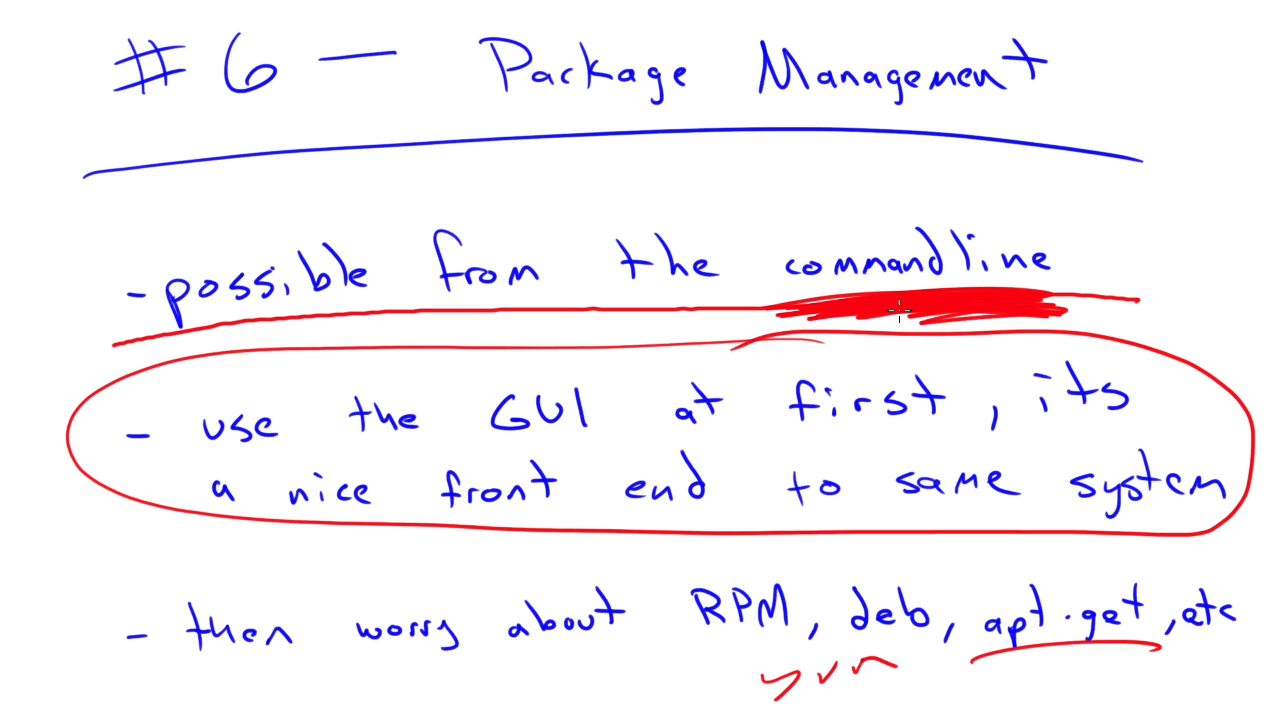 # 6 — Package Management
- possible from the commandline
- use the GUI at first, its
a nice front end to same system
- then worry about RPM, deb, apt-get, etc
yum